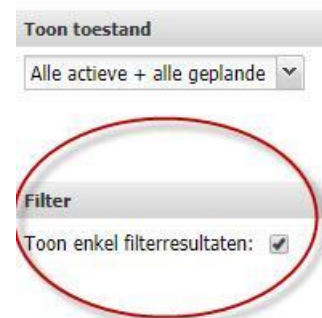 Toon toestand
Alle actieve + alle geplande
Filter
Toon enkel filterresultaten: